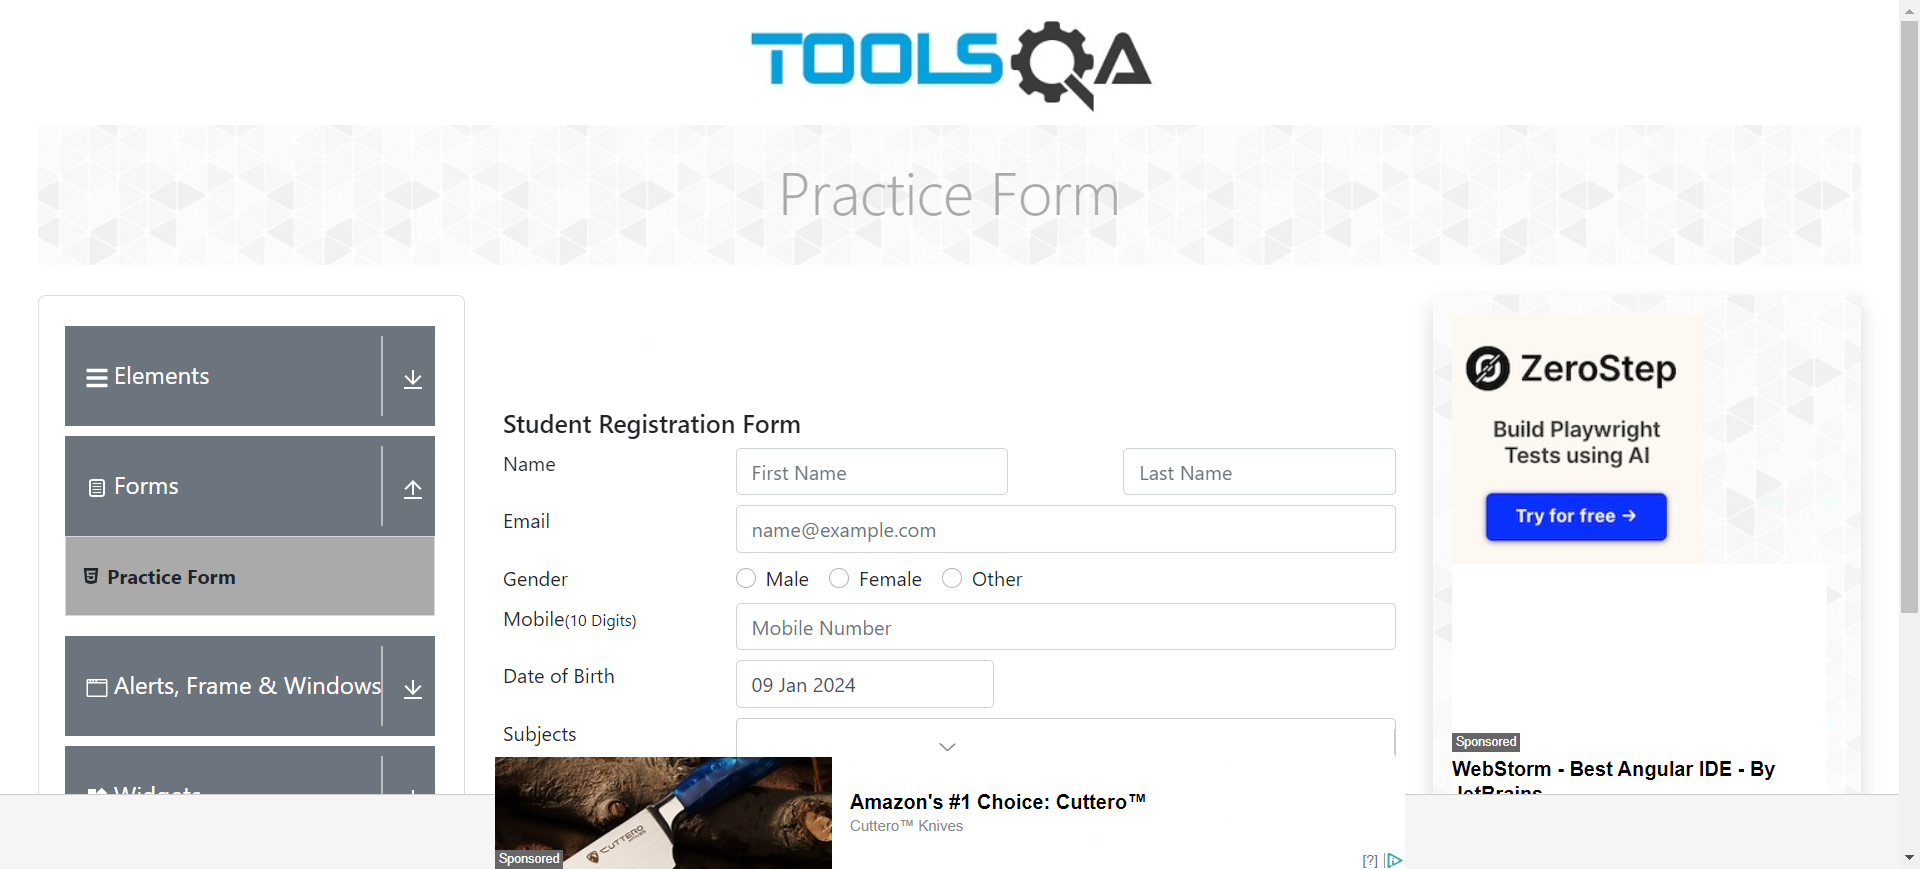 TOOLSQA
Practice Form
Elements
Forms
Practice Form
Alerts, Frame & Windows
Widgets
Student Registration Form
Name
First Name
Last Name
Email
name@example.com
Gender
Male
Female
Other
Mobile(10 Digits)
Mobile Number
Date of Birth
09 Jan 2024
Subjects
CUTTERO
Sponsored
Amazon's #1 Choice: Cuttero™
Cuttero™ Knives
[?]
ZeroStep
Build Playwright
Tests using AI
Try for free →
Sponsored
WebStorm - Best Angular IDE - By
JetBrains